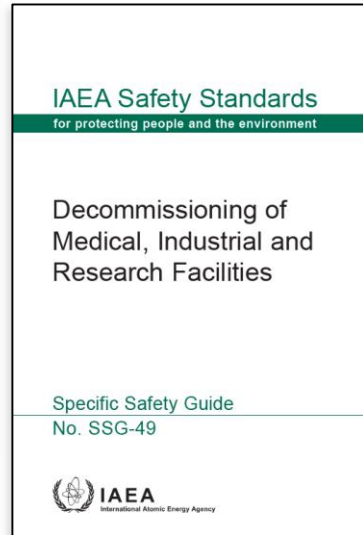 IAEA Safety Standards
for protecting people and the environment
Decommissioning of
Medical, Industrial and
Research Facilities
Specific Safety Guide
No. SSG-49
IAEA
International Atomic Energy Agency